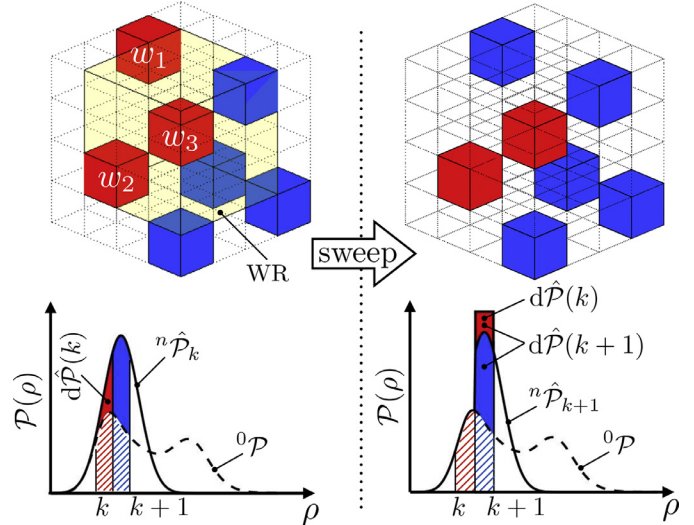 w₁
w₃
w₂
WR
sweep
d𝒫̂(k)
d𝒫̂(k + 1)
𝒫(ρ)
d𝒫̂(k)
ⁿ𝒫̂ₖ
⁰𝒫
k
k + 1
ρ
𝒫(ρ)
ⁿ𝒫̂ₖ₊₁
⁰𝒫
k
k + 1
ρ